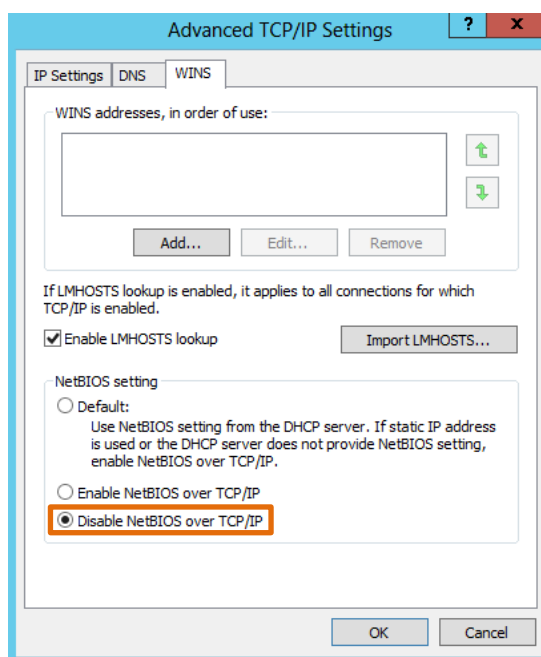 Advanced TCP/IP Settings
? x
IP Settings DNS WINS
WINS addresses, in order of use:
Add... Edit... Remove
If LMHOSTS lookup is enabled, it applies to all connections for which
TCP/IP is enabled.
Enable LMHOSTS lookup Import LMHOSTS...
NetBIOS setting
Default:
Use NetBIOS setting from the DHCP server. If static IP address
is used or the DHCP server does not provide NetBIOS setting,
enable NetBIOS over TCP/IP.
Enable NetBIOS over TCP/IP
Disable NetBIOS over TCP/IP
OK Cancel